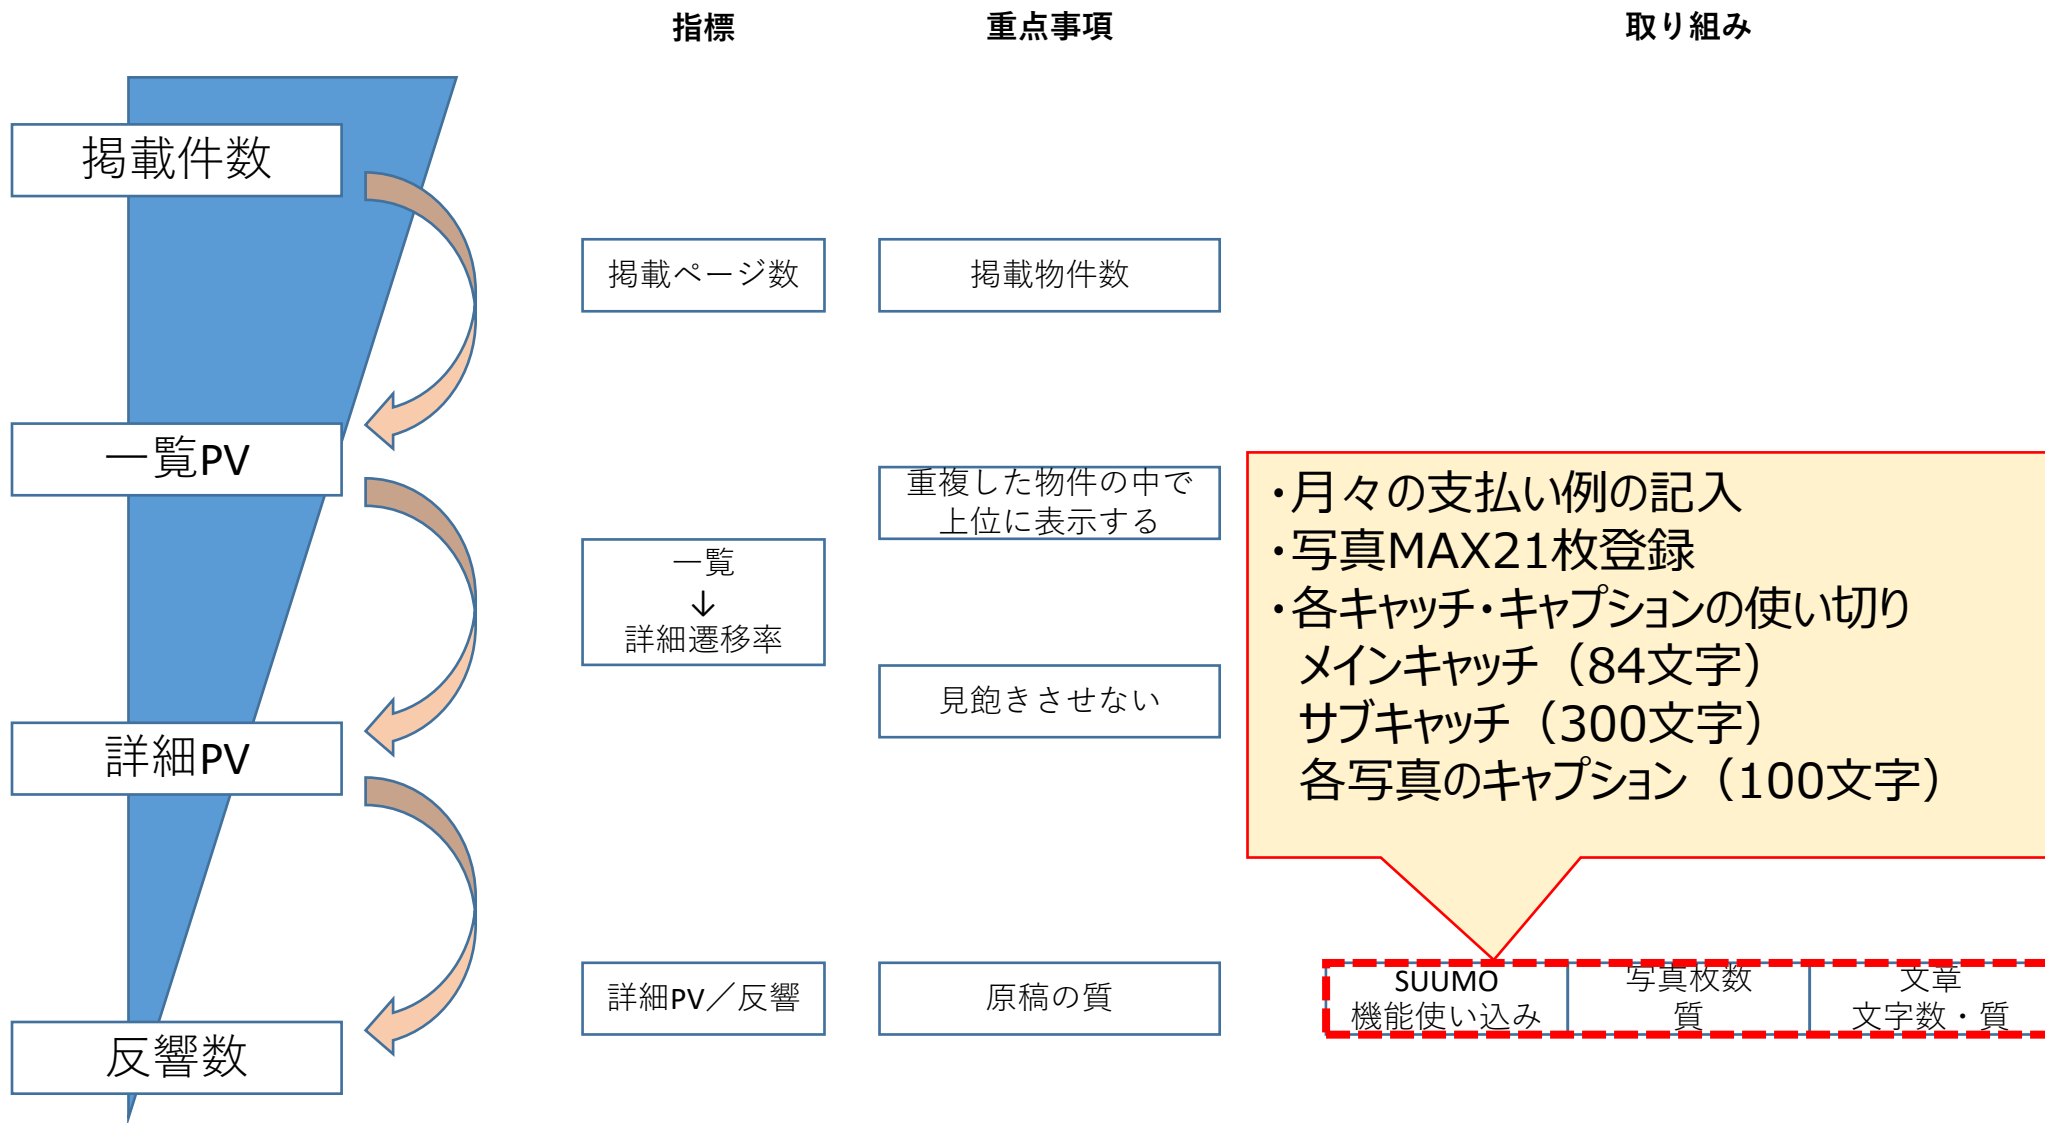 指標
重点事項
取り組み
掲載件数
掲載ページ数
掲載物件数
一覧PV
重複した物件の中で
上位に表示する
一覧
↓
詳細遷移率
見飽きさせない
・月々の支払い例の記入
・写真MAX21枚登録
・各キャッチ・キャプションの使い切り
メインキャッチ（84文字）
サブキャッチ（300文字）
各写真のキャプション（100文字）
詳細PV
詳細PV／反響
原稿の質
SUUMO
機能使い込み
写真枚数
質
文章
文字数・質
反響数